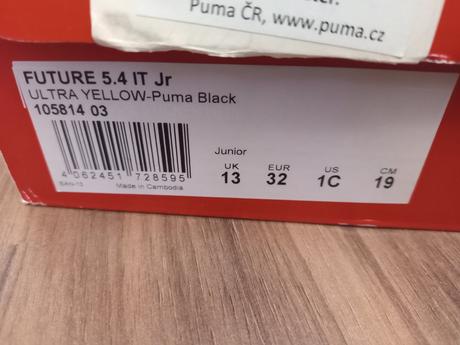 Puma ČR, www.puma.cz
FUTURE 5.4 IT Jr
ULTRA YELLOW-Puma Black
105814 03
Junior
UK EUR US CM
13 32 1C 19
4 062451 728595
Made in Cambodia